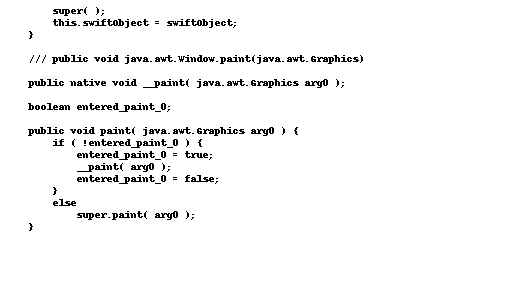 super( );
this.swiftObject = swiftObject;
}
/// public void java.awt.Window.paint(java.awt.Graphics)
public native void __paint( java.awt.Graphics arg0 );
boolean entered_paint_0;
public void paint( java.awt.Graphics arg0 ) {
if ( !entered_paint_0 ) {
entered_paint_0 = true;
__paint( arg0 );
entered_paint_0 = false;
}
else
super.paint( arg0 );
}